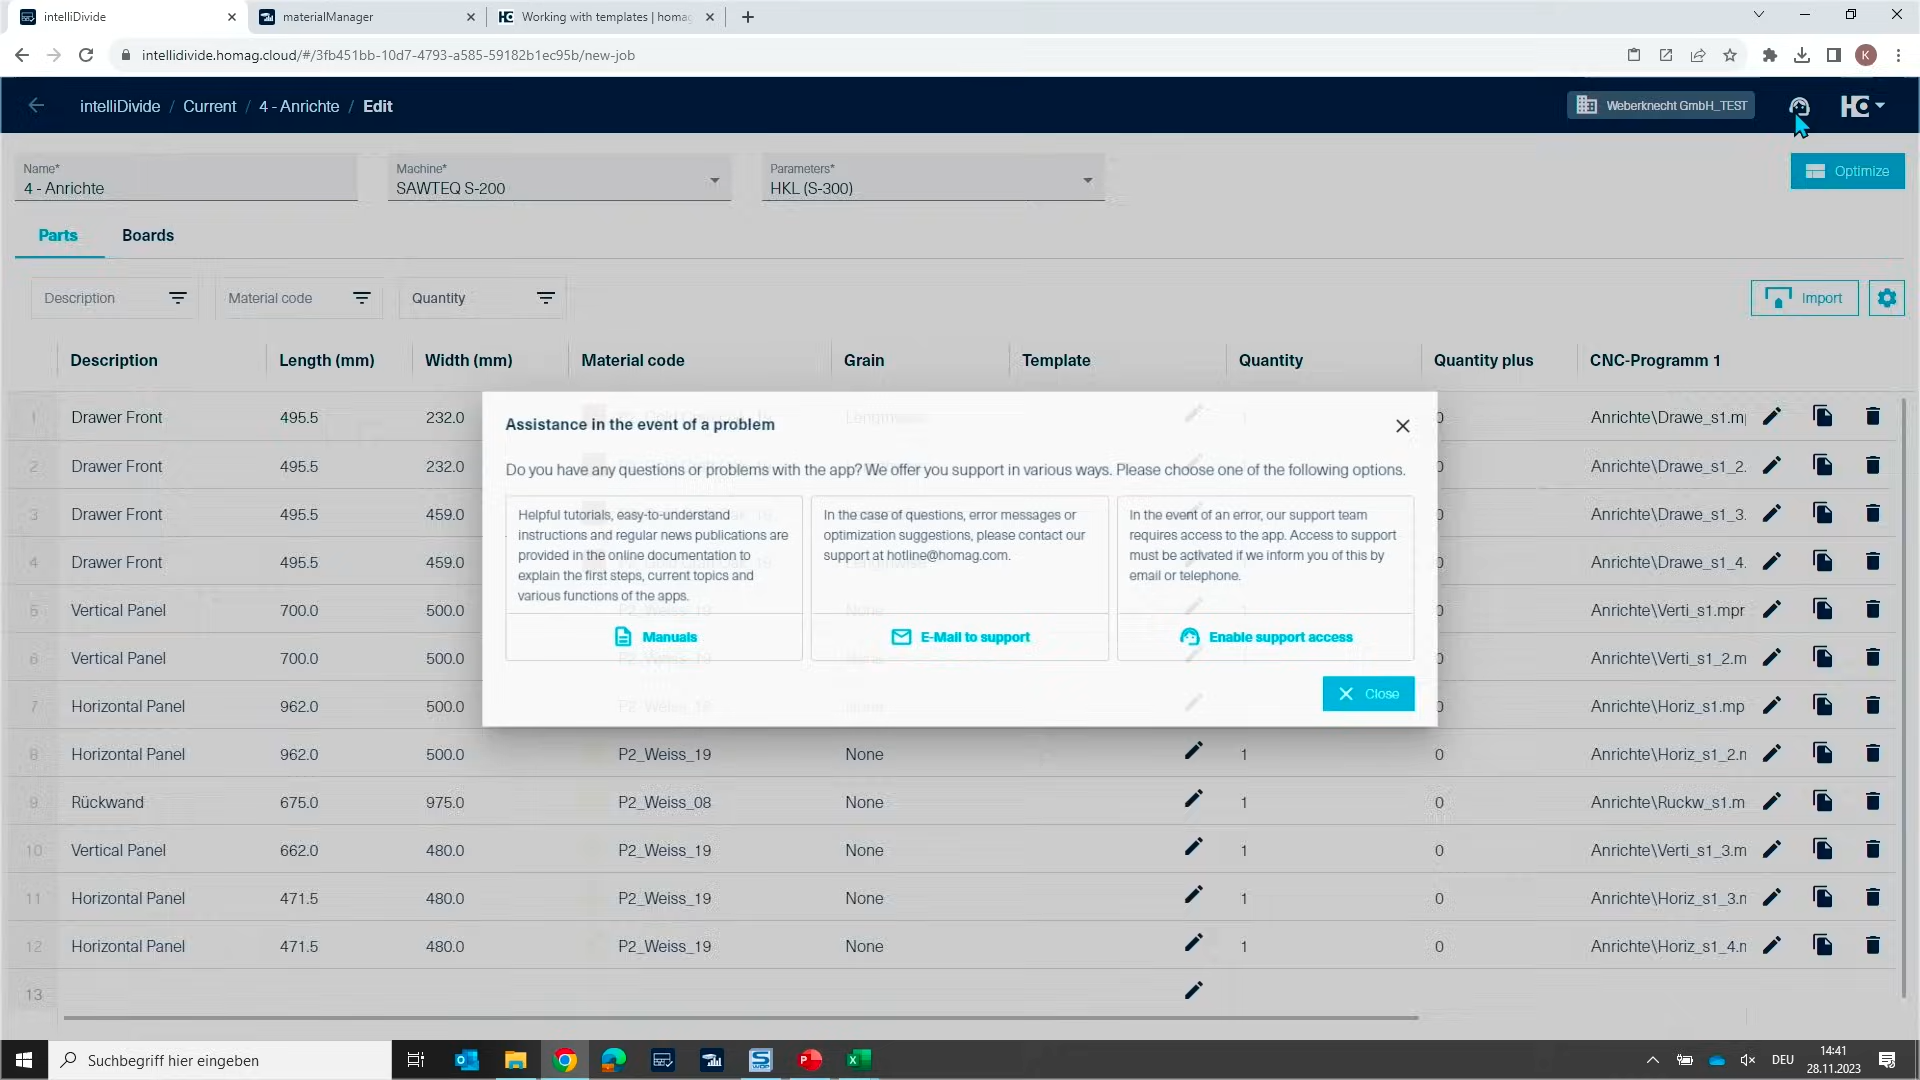 intelliDivide
materialManager
Working with templates | homag
intellidivide.homag.cloud/#/3fb451bb-10d7-4793-a585-59182b1ec95b/new-job
K
intelliDivide / Current / 4 - Anrichte / Edit
Weberknecht GmbH_TEST
Name*
4 - Anrichte
Machine*
SAWTEQ S-200
Parameters*
HKL (S-300)
Optimize
Parts
Boards
Description
Material code
Quantity
Import
Description Length (mm) Width (mm) Material code Grain Template Quantity Quantity plus CNC-Programm 1
1 Drawer Front 495.5 232.0 0 Anrichte\Drawe_s1.m
2 Drawer Front 495.5 232.0 0 Anrichte\Drawe_s1_2.
3 Drawer Front 495.5 459.0 0 Anrichte\Drawe_s1_3.
4 Drawer Front 495.5 459.0 0 Anrichte\Drawe_s1_4.
5 Vertical Panel 700.0 500.0 0 Anrichte\Verti_s1.mpr
6 Vertical Panel 700.0 500.0 0 Anrichte\Verti_s1_2.m
7 Horizontal Panel 962.0 500.0 0 Anrichte\Horiz_s1.mp
8 Horizontal Panel 962.0 500.0 P2_Weiss_19 None 1 0 Anrichte\Horiz_s1_2.n
9 Rückwand 675.0 975.0 P2_Weiss_08 None 1 0 Anrichte\Ruckw_s1.m
10 Vertical Panel 662.0 480.0 P2_Weiss_19 None 1 0 Anrichte\Verti_s1_3.m
11 Horizontal Panel 471.5 480.0 P2_Weiss_19 None 1 0 Anrichte\Horiz_s1_3.n
12 Horizontal Panel 471.5 480.0 P2_Weiss_19 None 1 0 Anrichte\Horiz_s1_4.n
13
Assistance in the event of a problem
Do you have any questions or problems with the app? We offer you support in various ways. Please choose one of the following options.
Helpful tutorials, easy-to-understand
instructions and regular news publications are
provided in the online documentation to
explain the first steps, current topics and
various functions of the apps.
Manuals
In the case of questions, error messages or
optimization suggestions, please contact our
support at hotline@homag.com.
E-Mail to support
In the event of an error, our support team
requires access to the app. Access to support
must be activated if we inform you of this by
email or telephone.
Enable support access
Close
Suchbegriff hier eingeben
DEU
14:41
28.11.2023